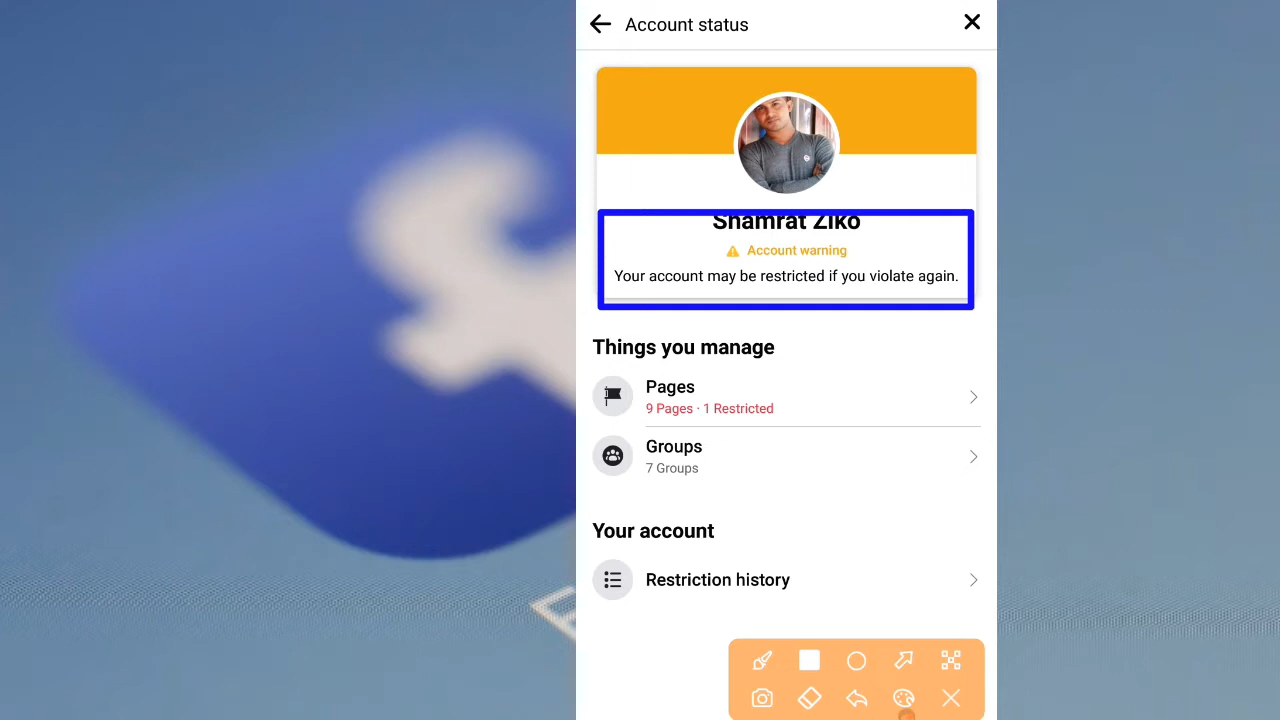 Account status
Shamrat Ziko
Account warning
Your account may be restricted if you violate again.
Things you manage
Pages
9 Pages · 1 Restricted
Groups
7 Groups
Your account
Restriction history